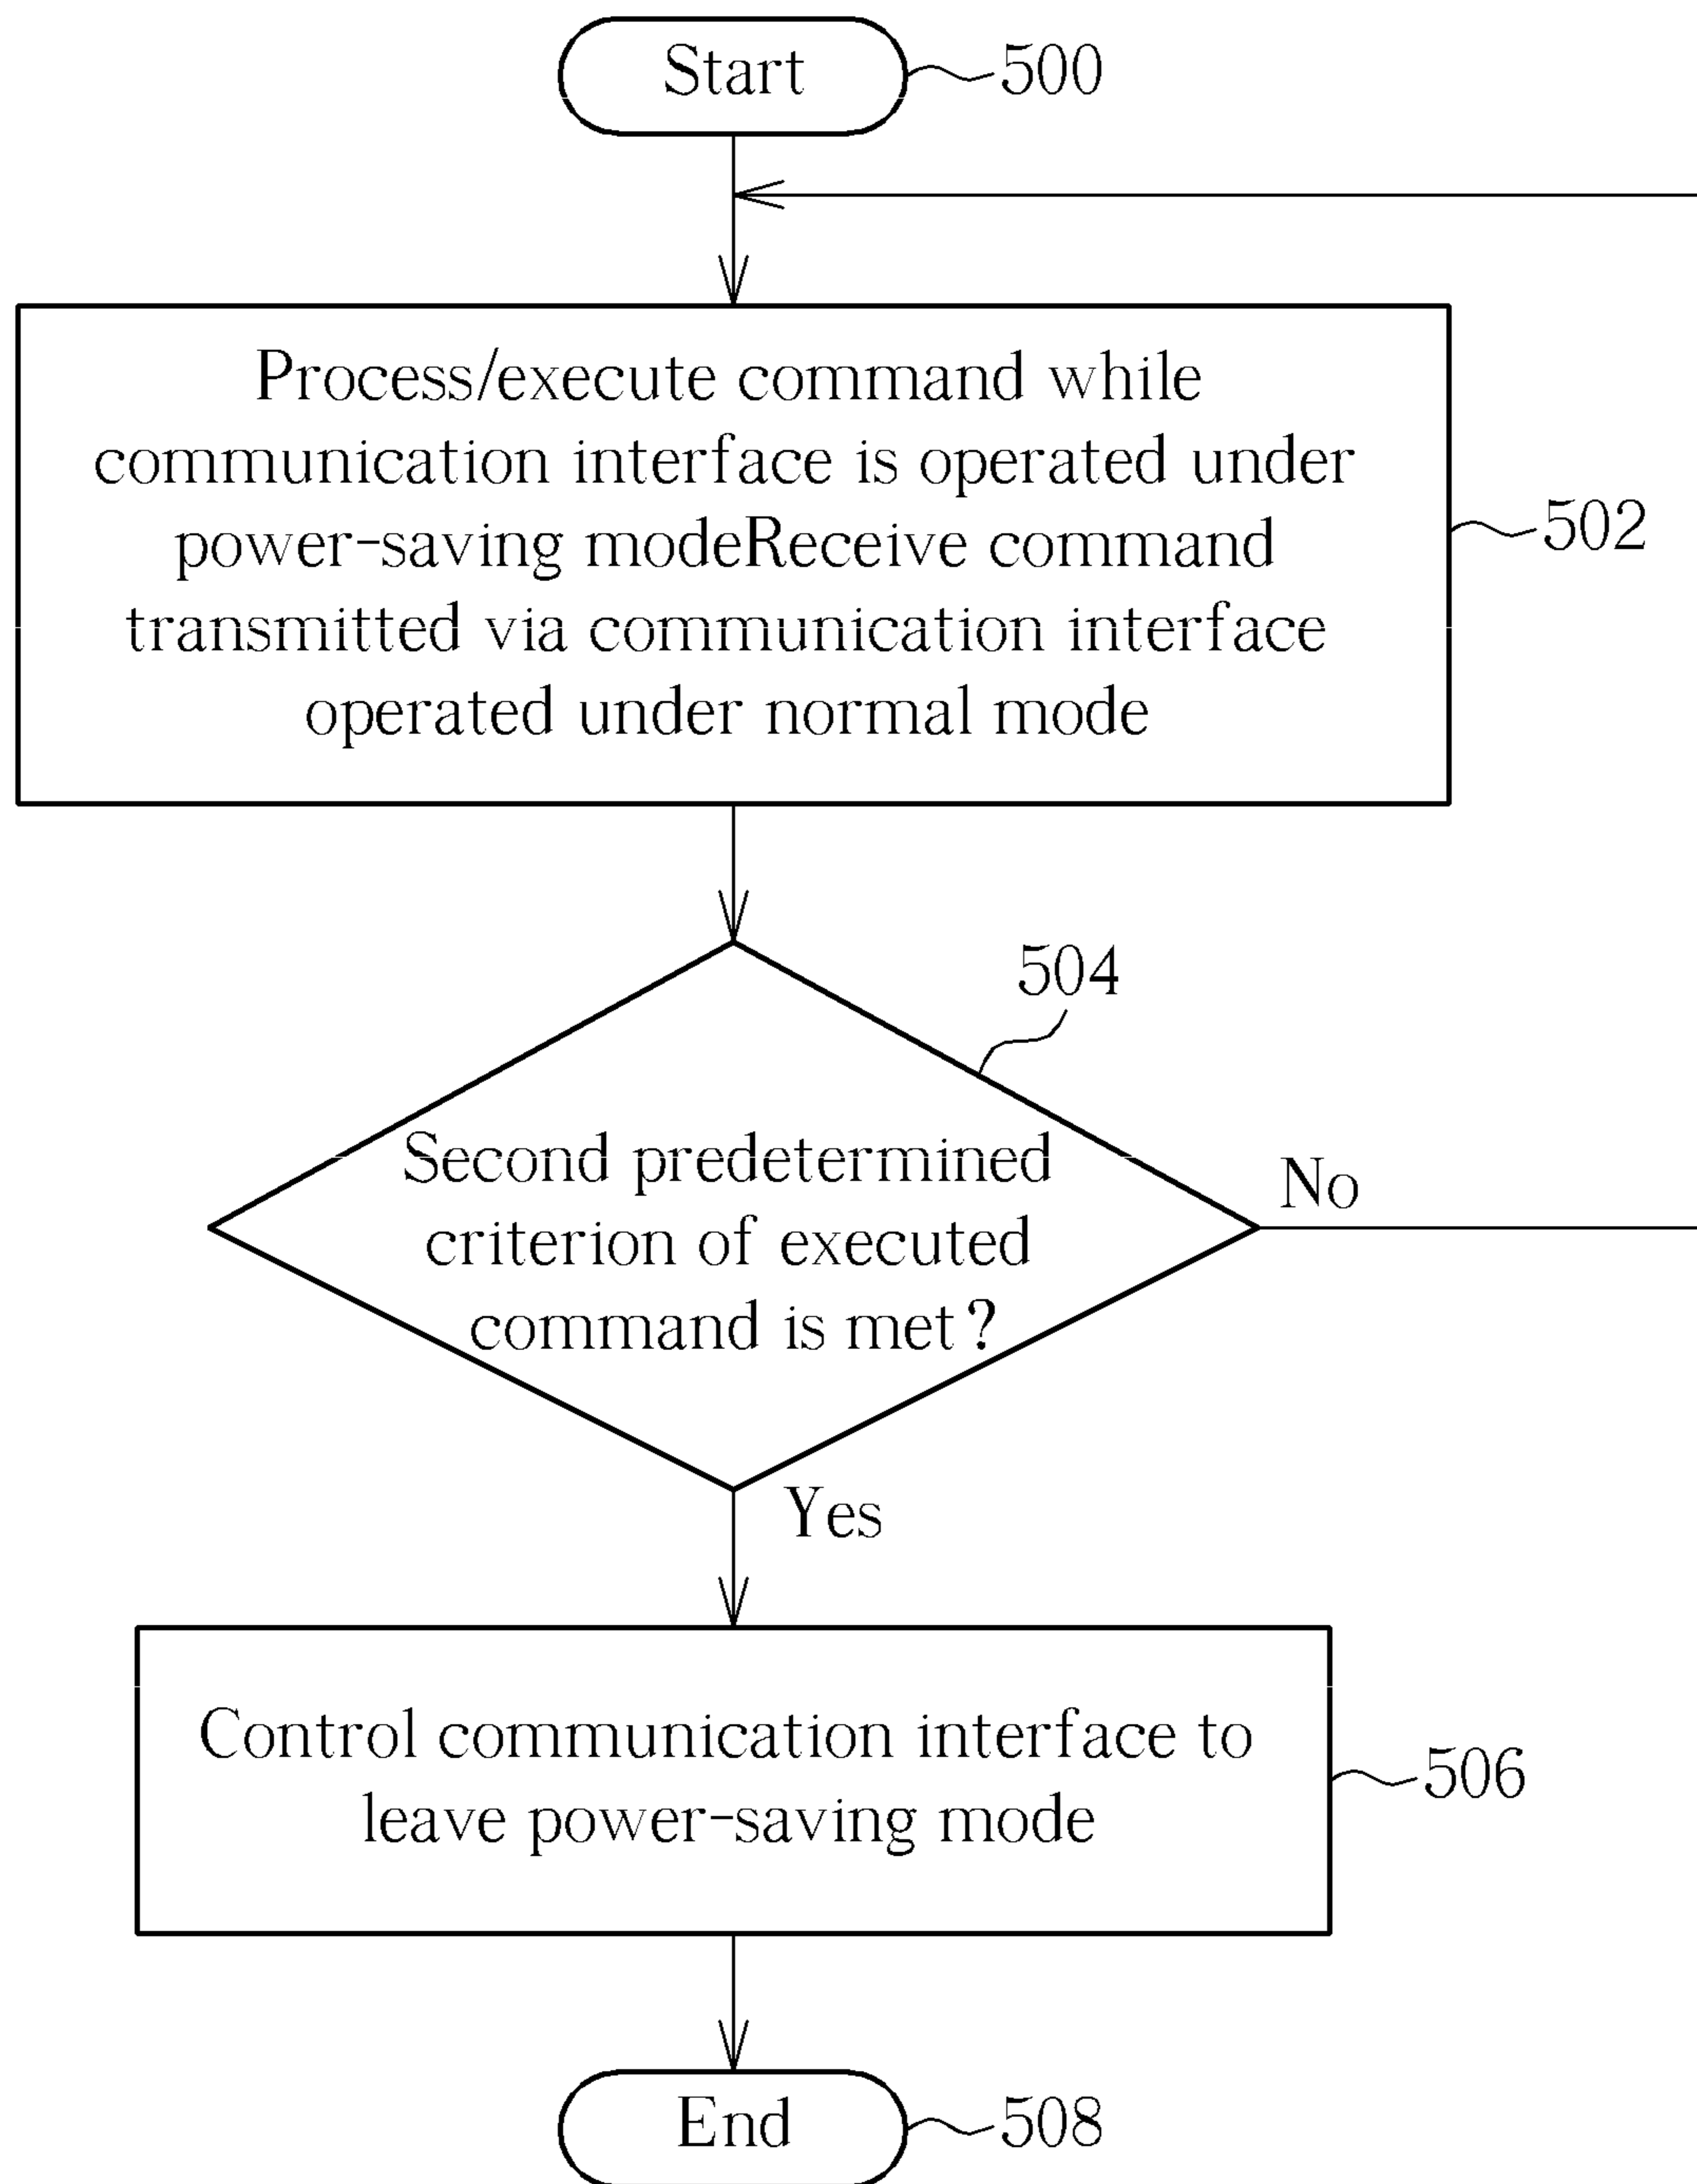 Start
500
Process/execute command while
communication interface is operated under
power-saving modeReceive command
transmitted via communication interface
operated under normal mode
502
504
Second predetermined
criterion of executed
command is met?
No
Yes
Control communication interface to
leave power-saving mode
506
End
508